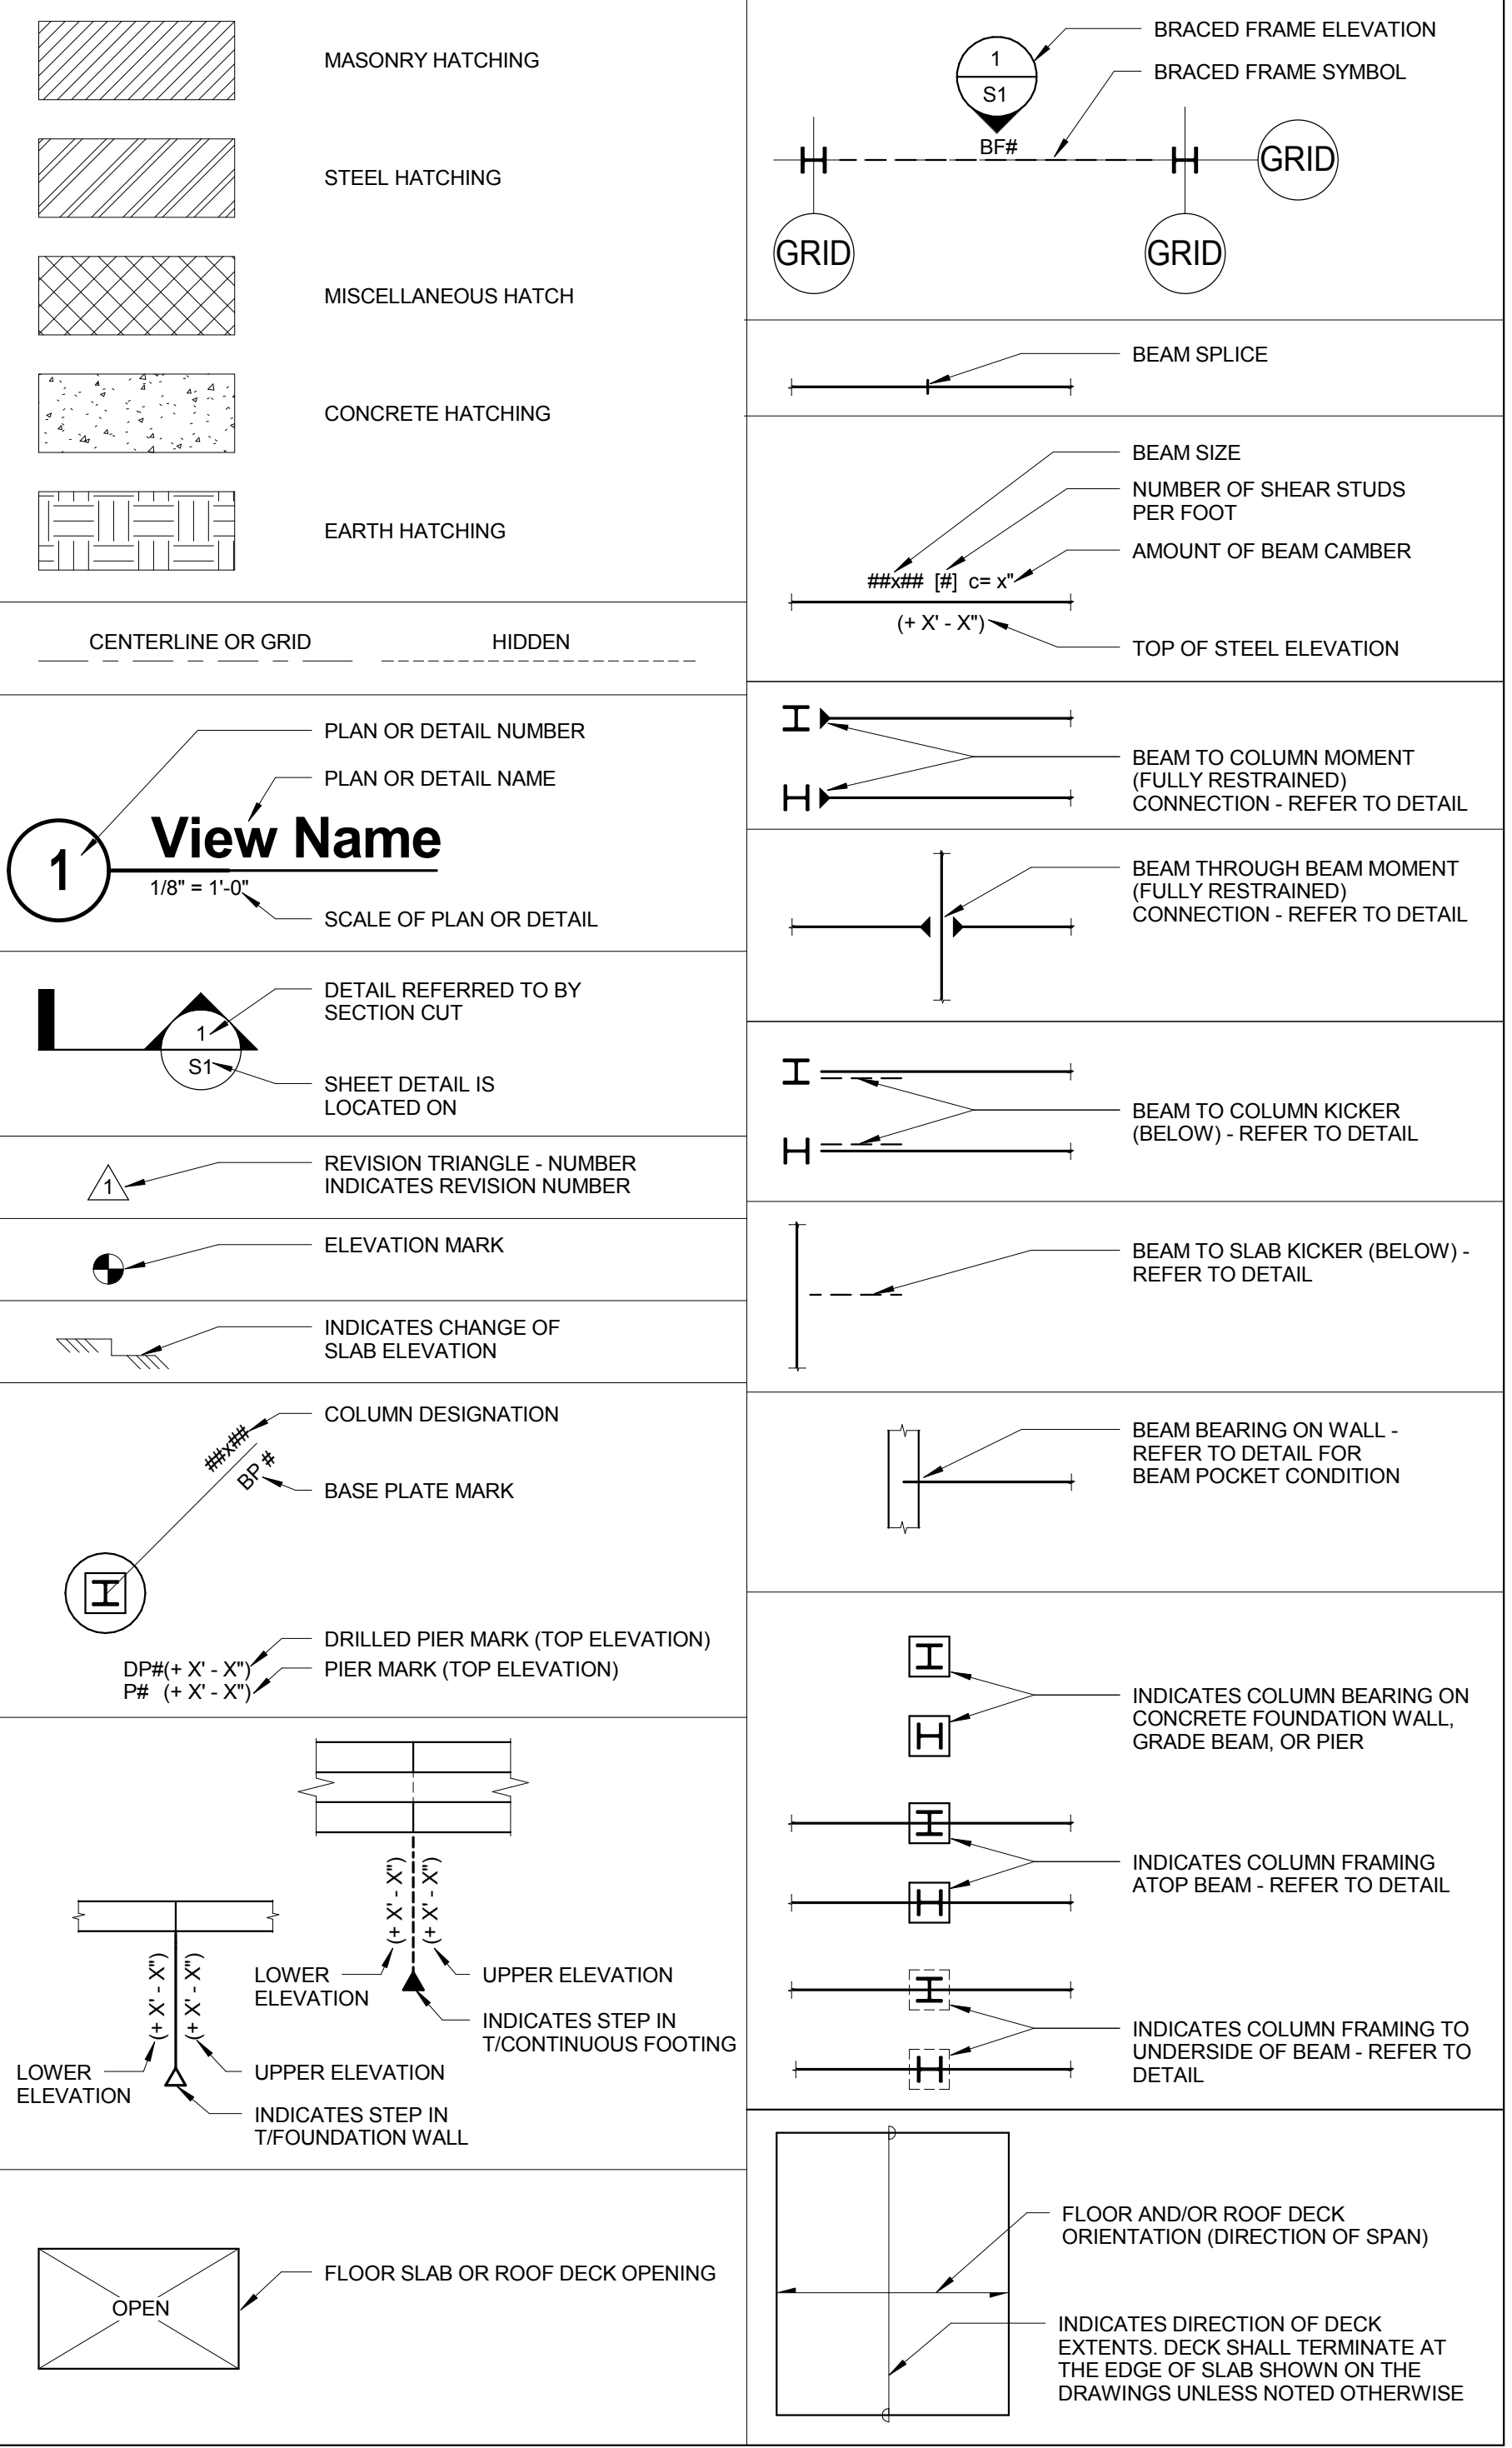 MASONRY HATCHING
STEEL HATCHING
MISCELLANEOUS HATCH
CONCRETE HATCHING
EARTH HATCHING
CENTERLINE OR GRID
HIDDEN
PLAN OR DETAIL NUMBER
PLAN OR DETAIL NAME
1
View Name
1/8" = 1'-0"
SCALE OF PLAN OR DETAIL
DETAIL REFERRED TO BY
SECTION CUT
1
S1
SHEET DETAIL IS
LOCATED ON
REVISION TRIANGLE - NUMBER
INDICATES REVISION NUMBER
1
ELEVATION MARK
INDICATES CHANGE OF
SLAB ELEVATION
COLUMN DESIGNATION
##x##
BP #
BASE PLATE MARK
DRILLED PIER MARK (TOP ELEVATION)
DP#(+ X' - X")
PIER MARK (TOP ELEVATION)
P# (+ X' - X")
(+ X' - X")
(+ X' - X")
LOWER
ELEVATION
UPPER ELEVATION
INDICATES STEP IN
T/CONTINUOUS FOOTING
(+ X' - X")
(+ X' - X")
LOWER
ELEVATION
UPPER ELEVATION
INDICATES STEP IN
T/FOUNDATION WALL
FLOOR SLAB OR ROOF DECK OPENING
OPEN
BRACED FRAME ELEVATION
BRACED FRAME SYMBOL
1
S1
BF#
GRID
GRID
GRID
BEAM SPLICE
BEAM SIZE
NUMBER OF SHEAR STUDS
PER FOOT
AMOUNT OF BEAM CAMBER
##x## [#] c= x"
(+ X' - X")
TOP OF STEEL ELEVATION
BEAM TO COLUMN MOMENT
(FULLY RESTRAINED)
CONNECTION - REFER TO DETAIL
BEAM THROUGH BEAM MOMENT
(FULLY RESTRAINED)
CONNECTION - REFER TO DETAIL
BEAM TO COLUMN KICKER
(BELOW) - REFER TO DETAIL
BEAM TO SLAB KICKER (BELOW) -
REFER TO DETAIL
BEAM BEARING ON WALL -
REFER TO DETAIL FOR
BEAM POCKET CONDITION
INDICATES COLUMN BEARING ON
CONCRETE FOUNDATION WALL,
GRADE BEAM, OR PIER
INDICATES COLUMN FRAMING
ATOP BEAM - REFER TO DETAIL
INDICATES COLUMN FRAMING TO
UNDERSIDE OF BEAM - REFER TO
DETAIL
FLOOR AND/OR ROOF DECK
ORIENTATION (DIRECTION OF SPAN)
INDICATES DIRECTION OF DECK
EXTENTS. DECK SHALL TERMINATE AT
THE EDGE OF SLAB SHOWN ON THE
DRAWINGS UNLESS NOTED OTHERWISE